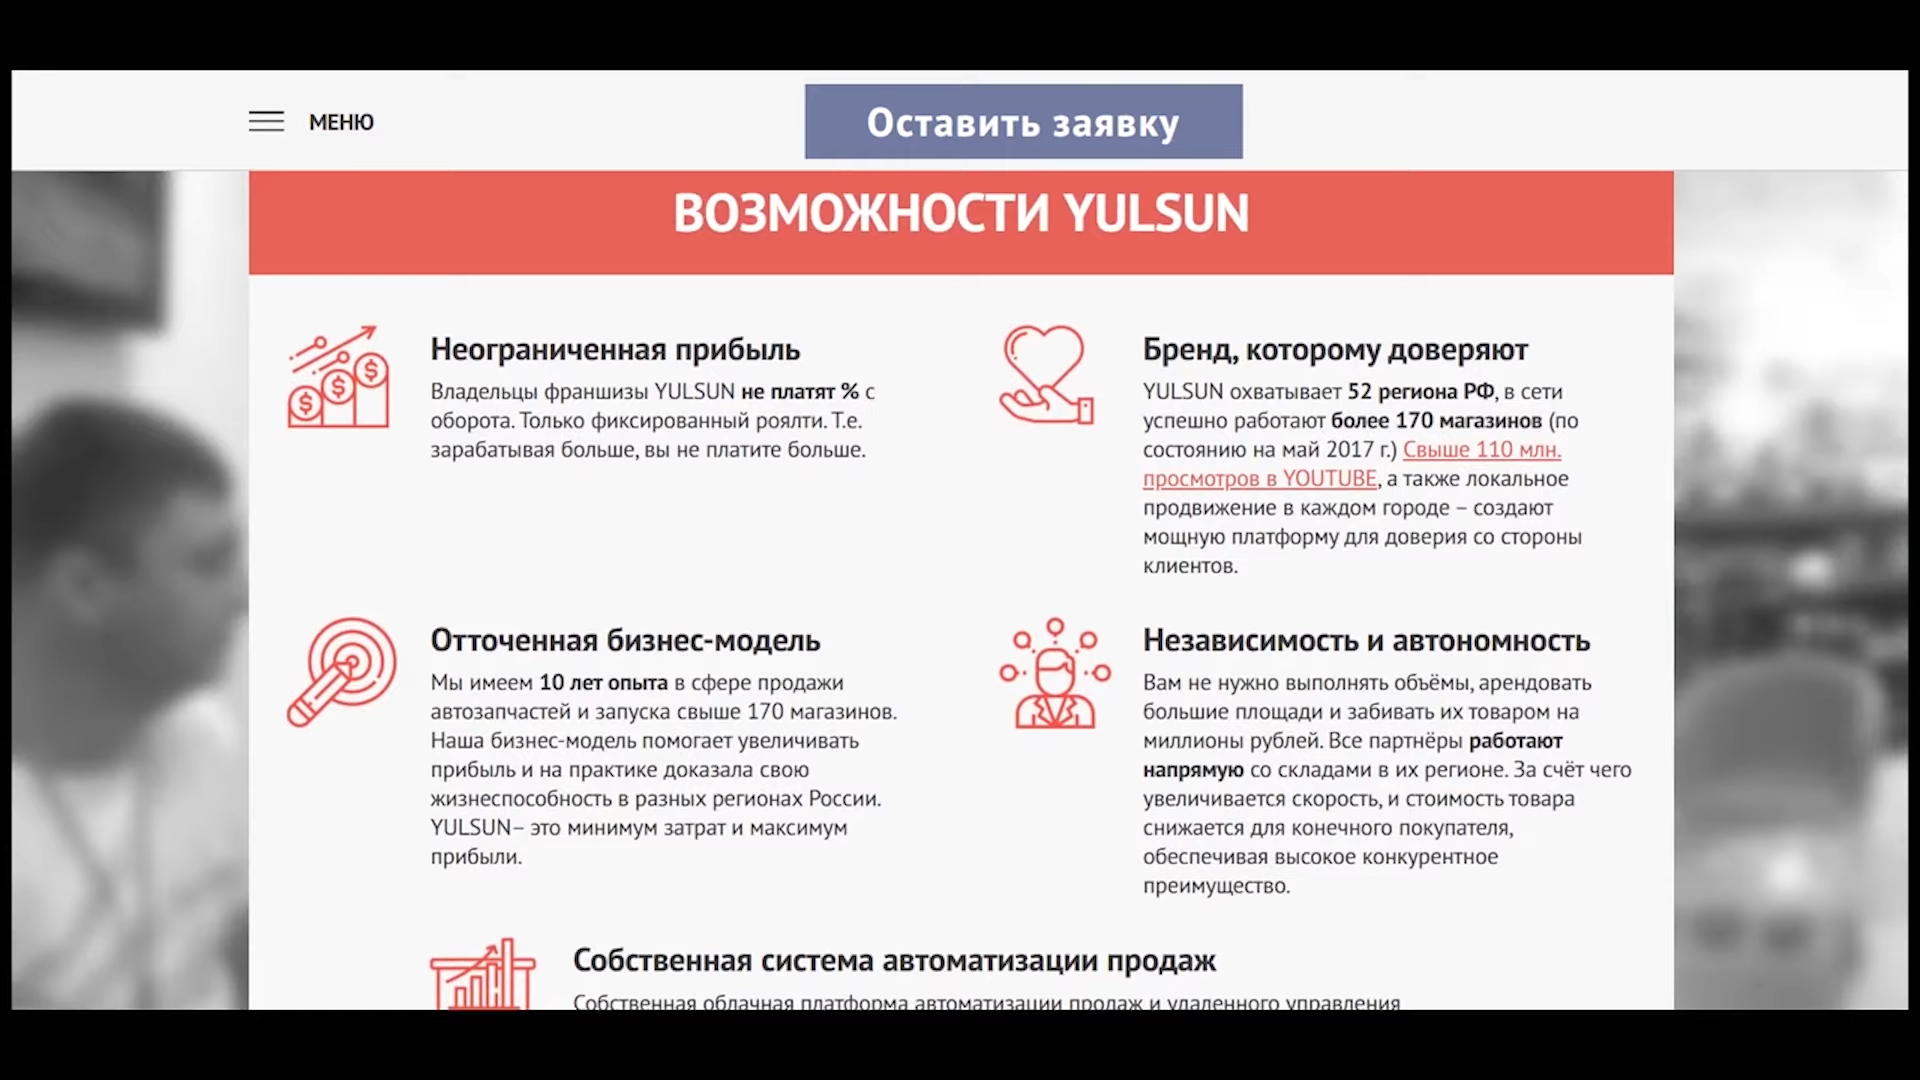 МЕНЮ
Оставить заявку
ВОЗМОЖНОСТИ YULSUN
Неограниченная прибыль
Владельцы франшизы YULSUN не платят % с
оборота. Только фиксированный роялти. Т.е.
зарабатывая больше, вы не платите больше.
Бренд, которому доверяют
YULSUN охватывает 52 региона РФ, в сети
успешно работают более 170 магазинов (по
состоянию на май 2017 г.) Свыше 110 млн.
просмотров в YOUTUBE, а также локальное
продвижение в каждом городе – создают
мощную платформу для доверия со стороны
клиентов.
Отточенная бизнес-модель
Мы имеем 10 лет опыта в сфере продажи
автозапчастей и запуска свыше 170 магазинов.
Наша бизнес-модель помогает увеличивать
прибыль и на практике доказала свою
жизнеспособность в разных регионах России.
YULSUN– это минимум затрат и максимум
прибыли.
Независимость и автономность
Вам не нужно выполнять объёмы, арендовать
большие площади и забивать их товаром на
миллионы рублей. Все партнёры работают
напрямую со складами в их регионе. За счёт чего
увеличивается скорость, и стоимость товара
снижается для конечного покупателя,
обеспечивая высокое конкурентное
преимущество.
Собственная система автоматизации продаж
Собственная облачная платформа автоматизации продаж и удаленного управления